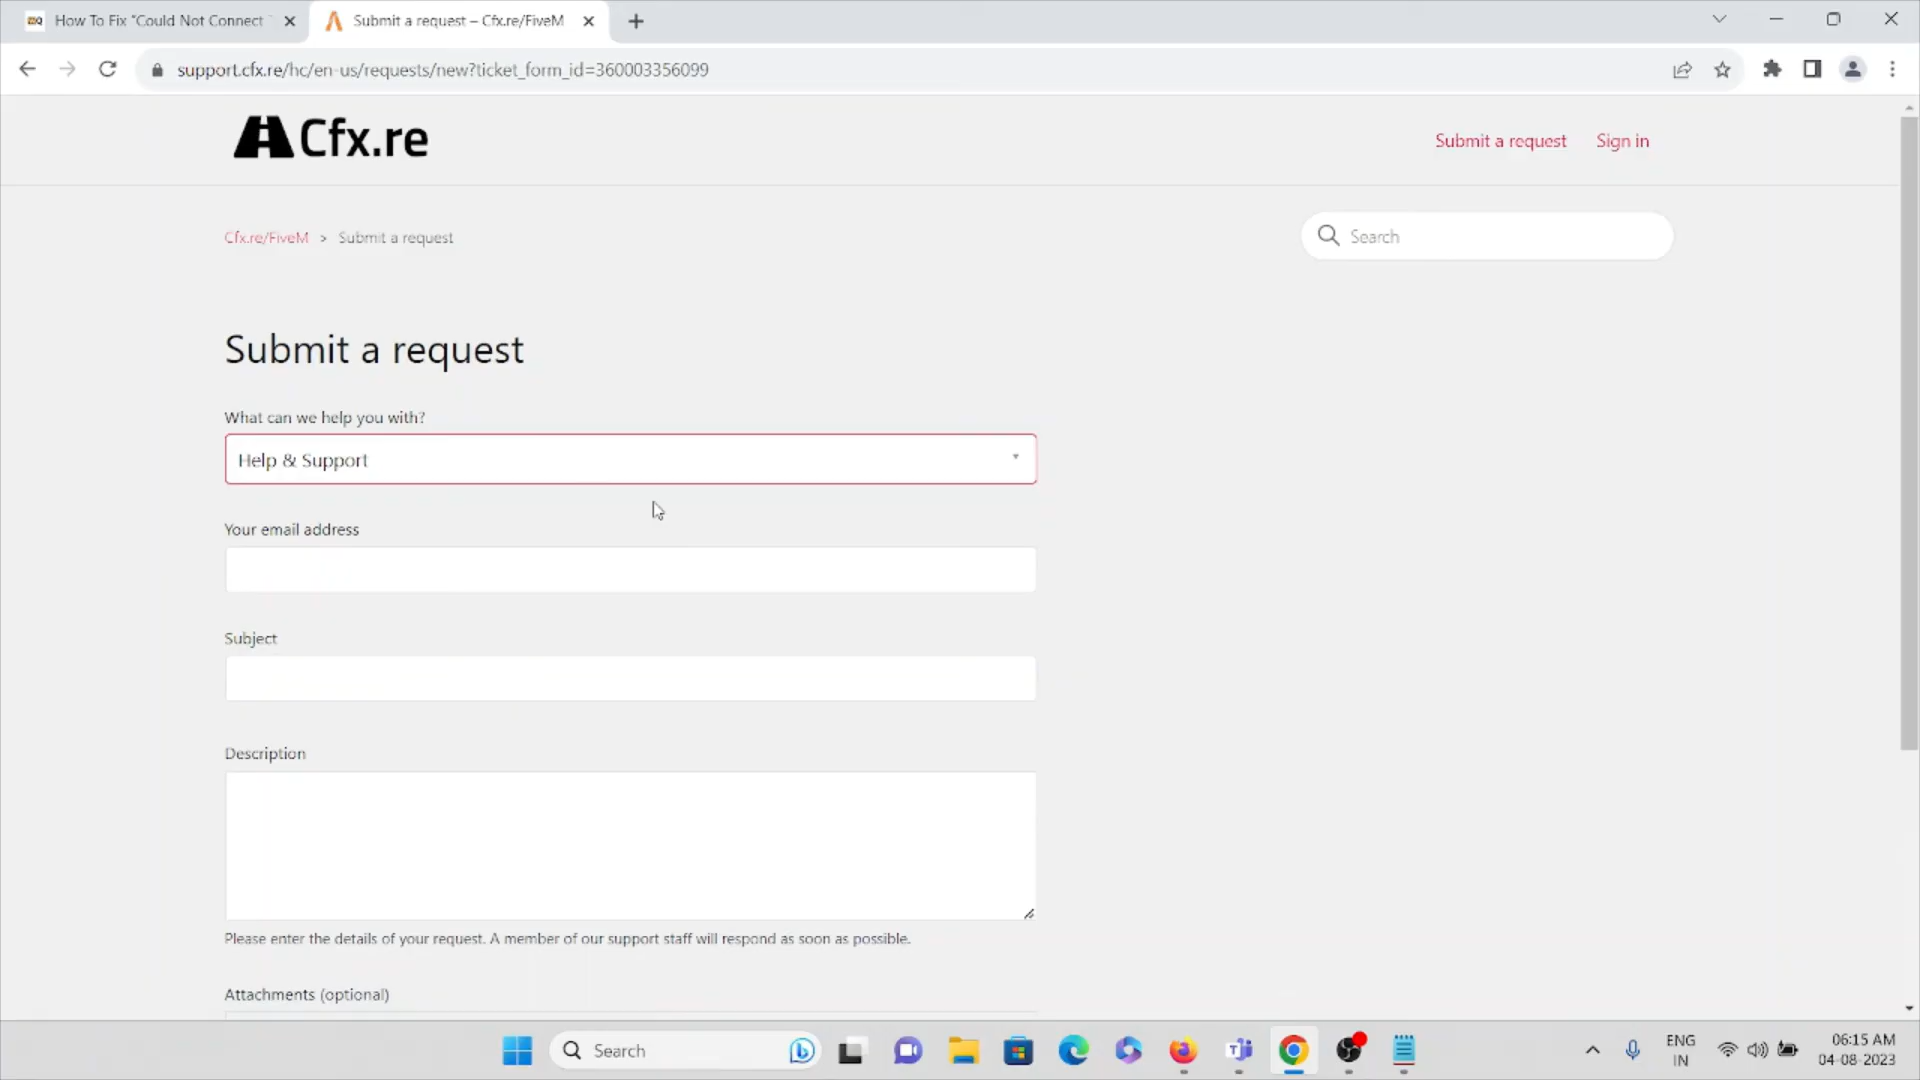 How To Fix "Could Not Connect
Submit a request – Cfx.re/FiveM
support.cfx.re/hc/en-us/requests/new?ticket_form_id=360003356099
Cfx.re
Submit a request
Sign in
Cfx.re/FiveM > Submit a request
Search
Submit a request
What can we help you with?
Help & Support
Your email address
Subject
Description
Please enter the details of your request. A member of our support staff will respond as soon as possible.
Attachments (optional)
Search
ENG
IN
06:15 AM
04-08-2023